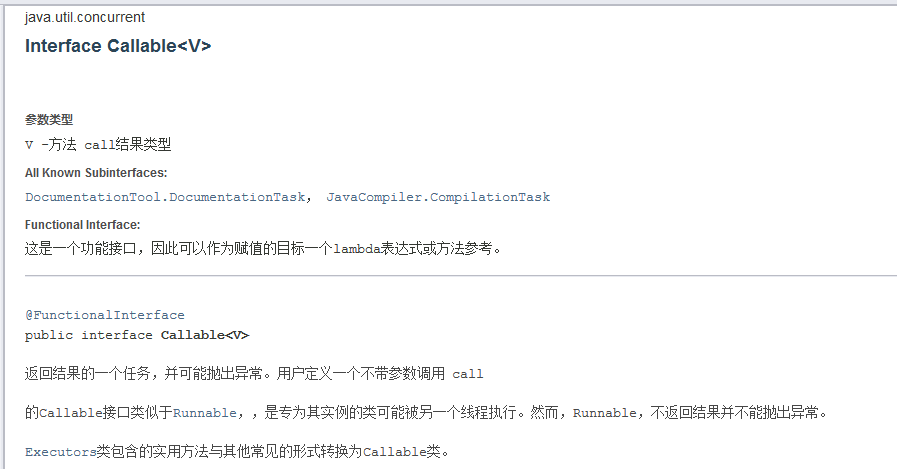 java.util.concurrent
Interface Callable<V>
参数类型
V -方法 call结果类型
All Known Subinterfaces:
DocumentationTool.DocumentationTask, JavaCompiler.CompilationTask
Functional Interface:
这是一个功能接口,因此可以作为赋值的目标一个lambda表达式或方法参考。
@FunctionalInterface
public interface Callable<V>
返回结果的一个任务,并可能抛出异常。用户定义一个不带参数调用 call
的Callable接口类似于Runnable,,是专为其实例的类可能被另一个线程执行。然而,Runnable,不返回结果并不能抛出异常。
Executors类包含的实用方法与其他常见的形式转换为Callable类。